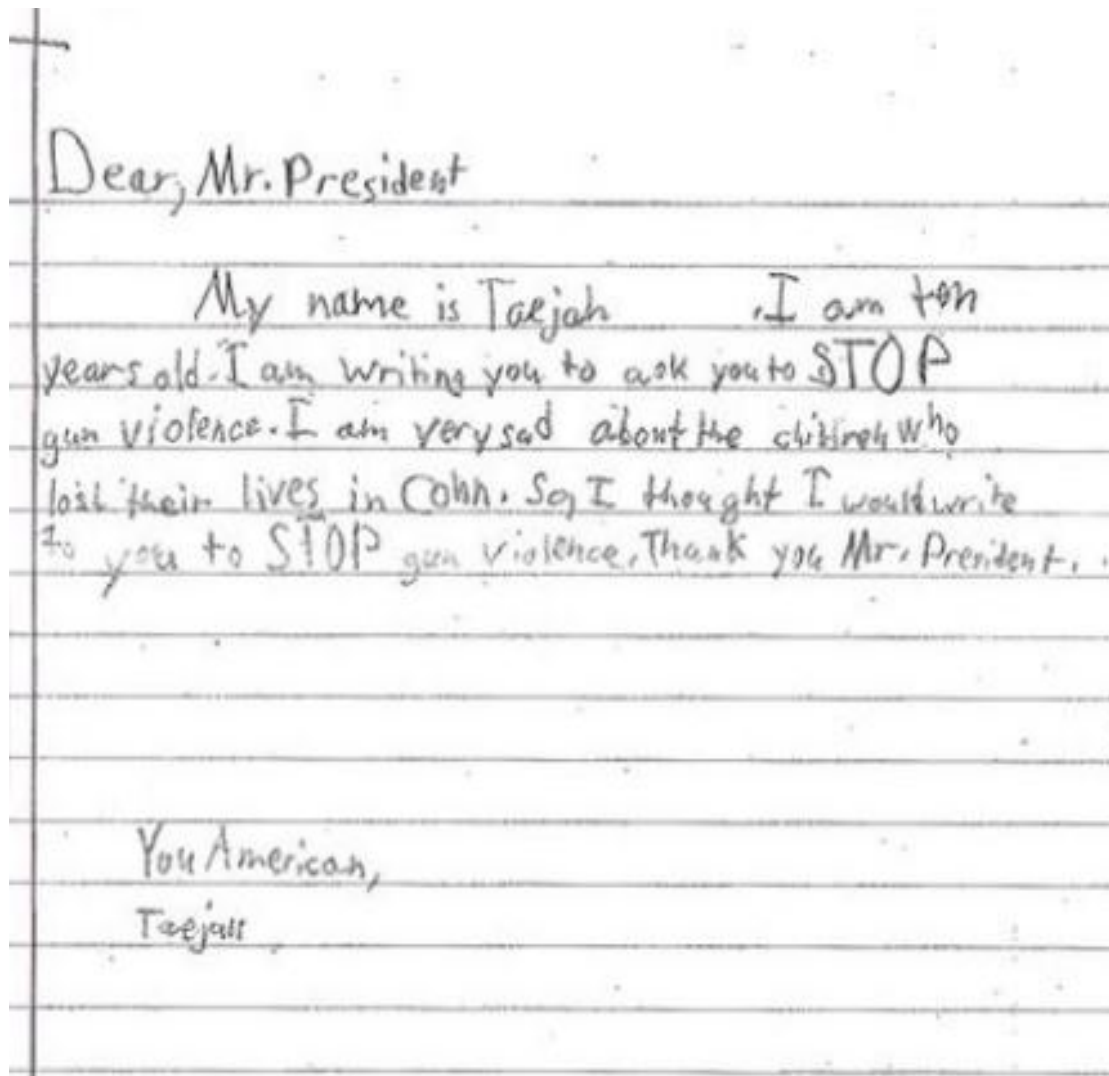 Dear, Mr. President
My name is Taejah . I am ten
years old. I am writing you to ask you to STOP
gun violence. I am very sad about the children who
lost their lives in Conn. So, I thought I would write
to you to STOP gun violence. Thank you Mr. President.
You American,
Taejah